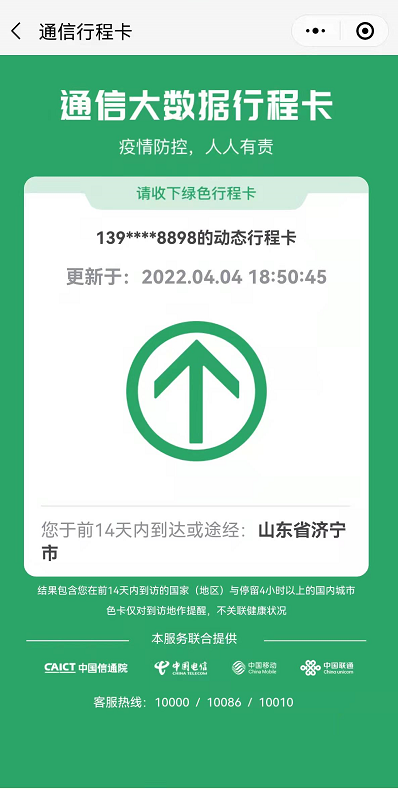 通信行程卡
通信大数据行程卡
疫情防控，人人有责
请收下绿色行程卡
139****8898的动态行程卡
更新于：2022.04.04 18:50:45
您于前14天内到达或途经：山东省济宁
市
结果包含您在前14天内到访的国家（地区）与停留4小时以上的国内城市
色卡仅对到访地作提醒，不关联健康状况
本服务联合提供
CAICT 中国信通院 中国电信 CHINA TELECOM 中国移动 China Mobile 中国联通 China unicom
客服热线：10000 / 10086 / 10010